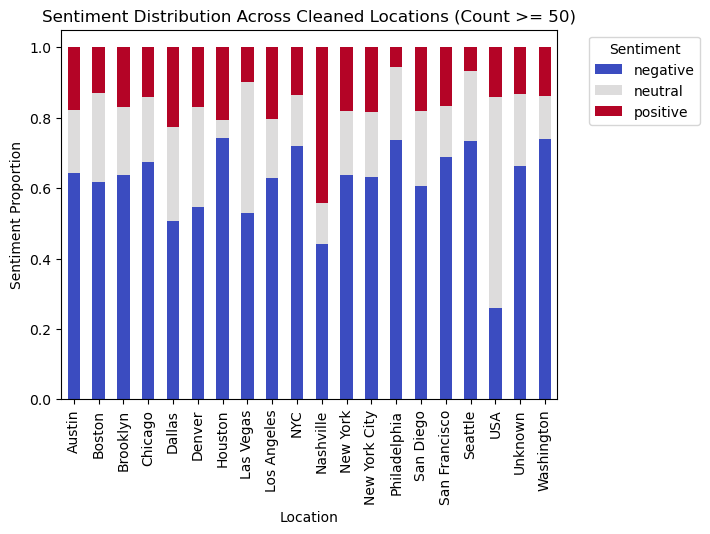 Sentiment Distribution Across Cleaned Locations (Count >= 50)
Sentiment
negative
neutral
positive
Sentiment Proportion
1.0
0.8
0.6
0.4
0.2
0.0
Austin
Boston
Brooklyn
Chicago
Dallas
Denver
Houston
Las Vegas
Los Angeles
NYC
Nashville
New York
New York City
Philadelphia
San Diego
San Francisco
Seattle
USA
Unknown
Washington
Location